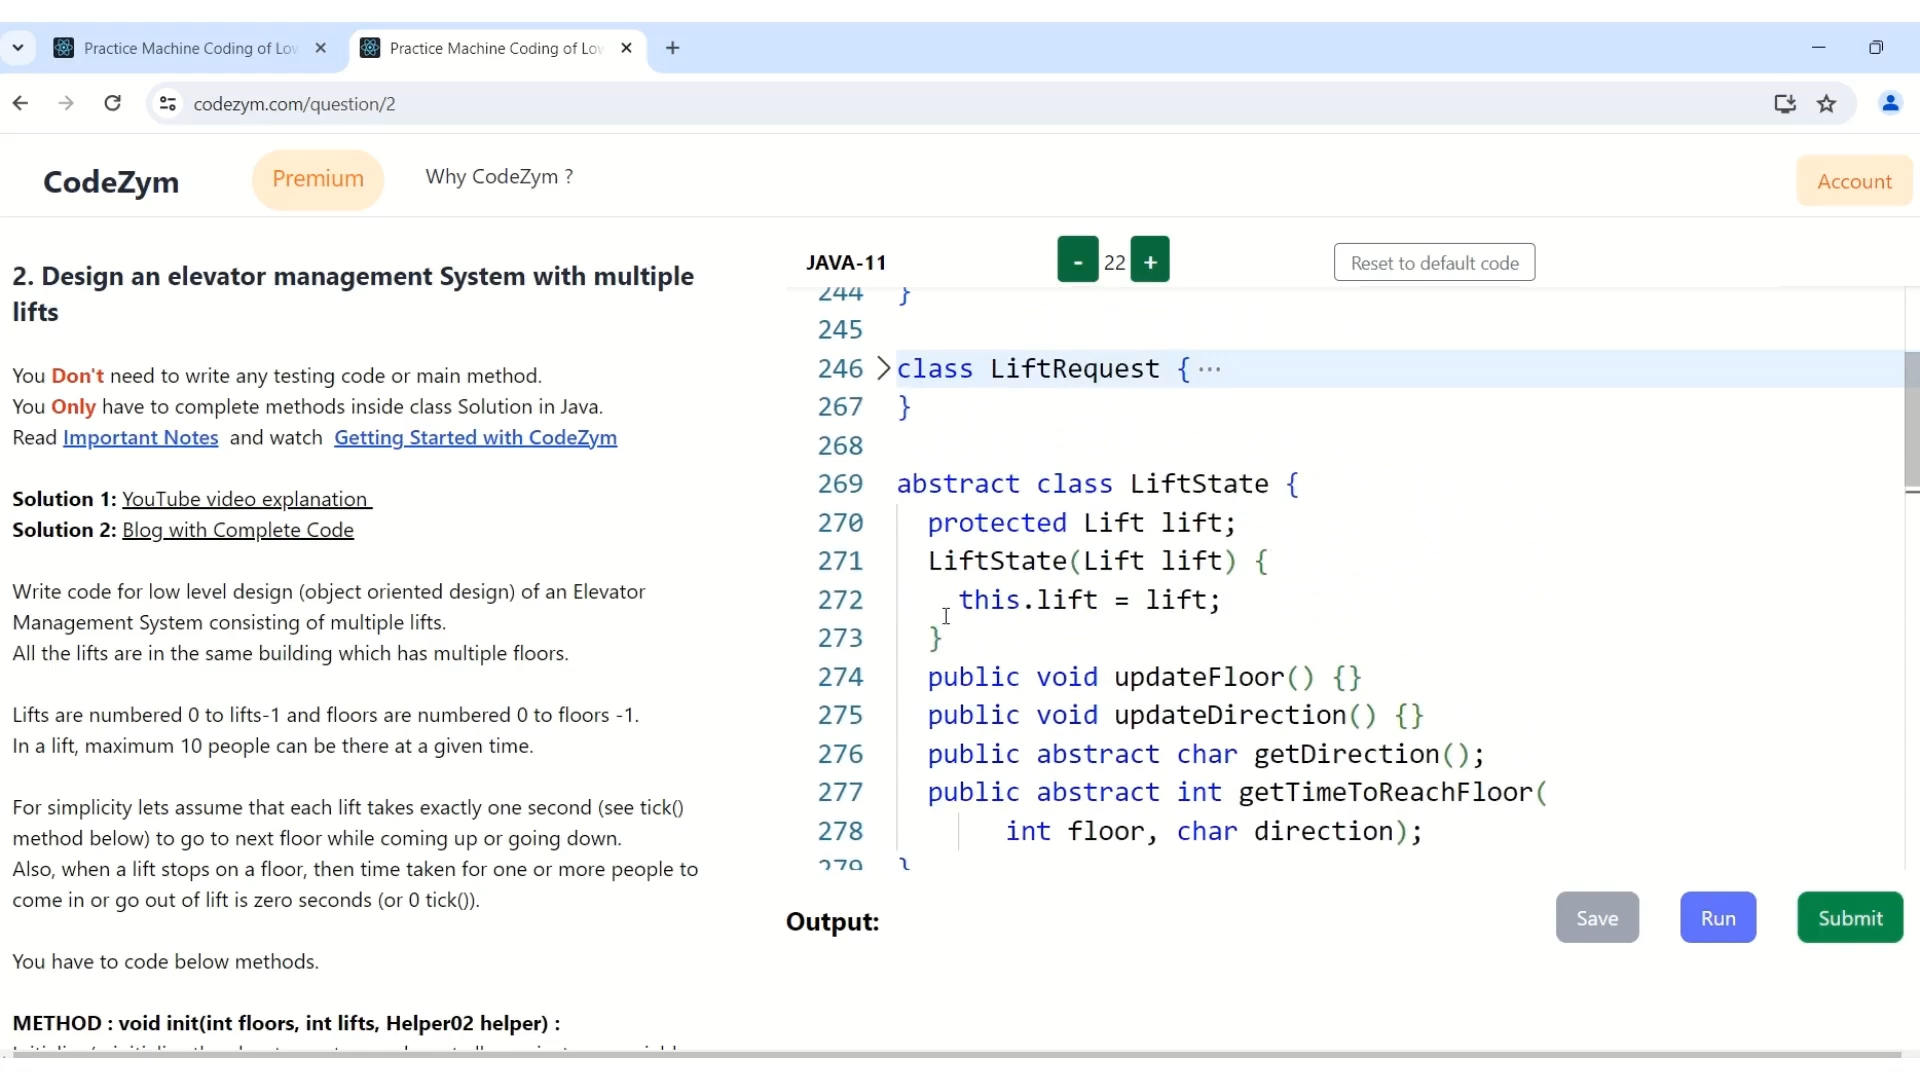 Practice Machine Coding of Lo
Practice Machine Coding of Lo
codezym.com/question/2
CodeZym
Premium
Why CodeZym ?
Account
2. Design an elevator management System with multiple
lifts
You Don't need to write any testing code or main method.
You Only have to complete methods inside class Solution in Java.
Read Important Notes and watch Getting Started with CodeZym
Solution 1: YouTube video explanation
Solution 2: Blog with Complete Code
Write code for low level design (object oriented design) of an Elevator
Management System consisting of multiple lifts.
All the lifts are in the same building which has multiple floors.
Lifts are numbered 0 to lifts-1 and floors are numbered 0 to floors -1.
In a lift, maximum 10 people can be there at a given time.
For simplicity lets assume that each lift takes exactly one second (see tick()
method below) to go to next floor while coming up or going down.
Also, when a lift stops on a floor, then time taken for one or more people to
come in or go out of lift is zero seconds (or 0 tick()).
You have to code below methods.
METHOD : void init(int floors, int lifts, Helper02 helper) :
JAVA-11
- 22 +
Reset to default code
244 }
245
246 class LiftRequest { ···
267 }
268
269 abstract class LiftState {
270 protected Lift lift;
271 LiftState(Lift lift) {
272 this.lift = lift;
273 }
274 public void updateFloor() {}
275 public void updateDirection() {}
276 public abstract char getDirection();
277 public abstract int getTimeToReachFloor(
278 int floor, char direction);
279 }
Output:
Save
Run
Submit